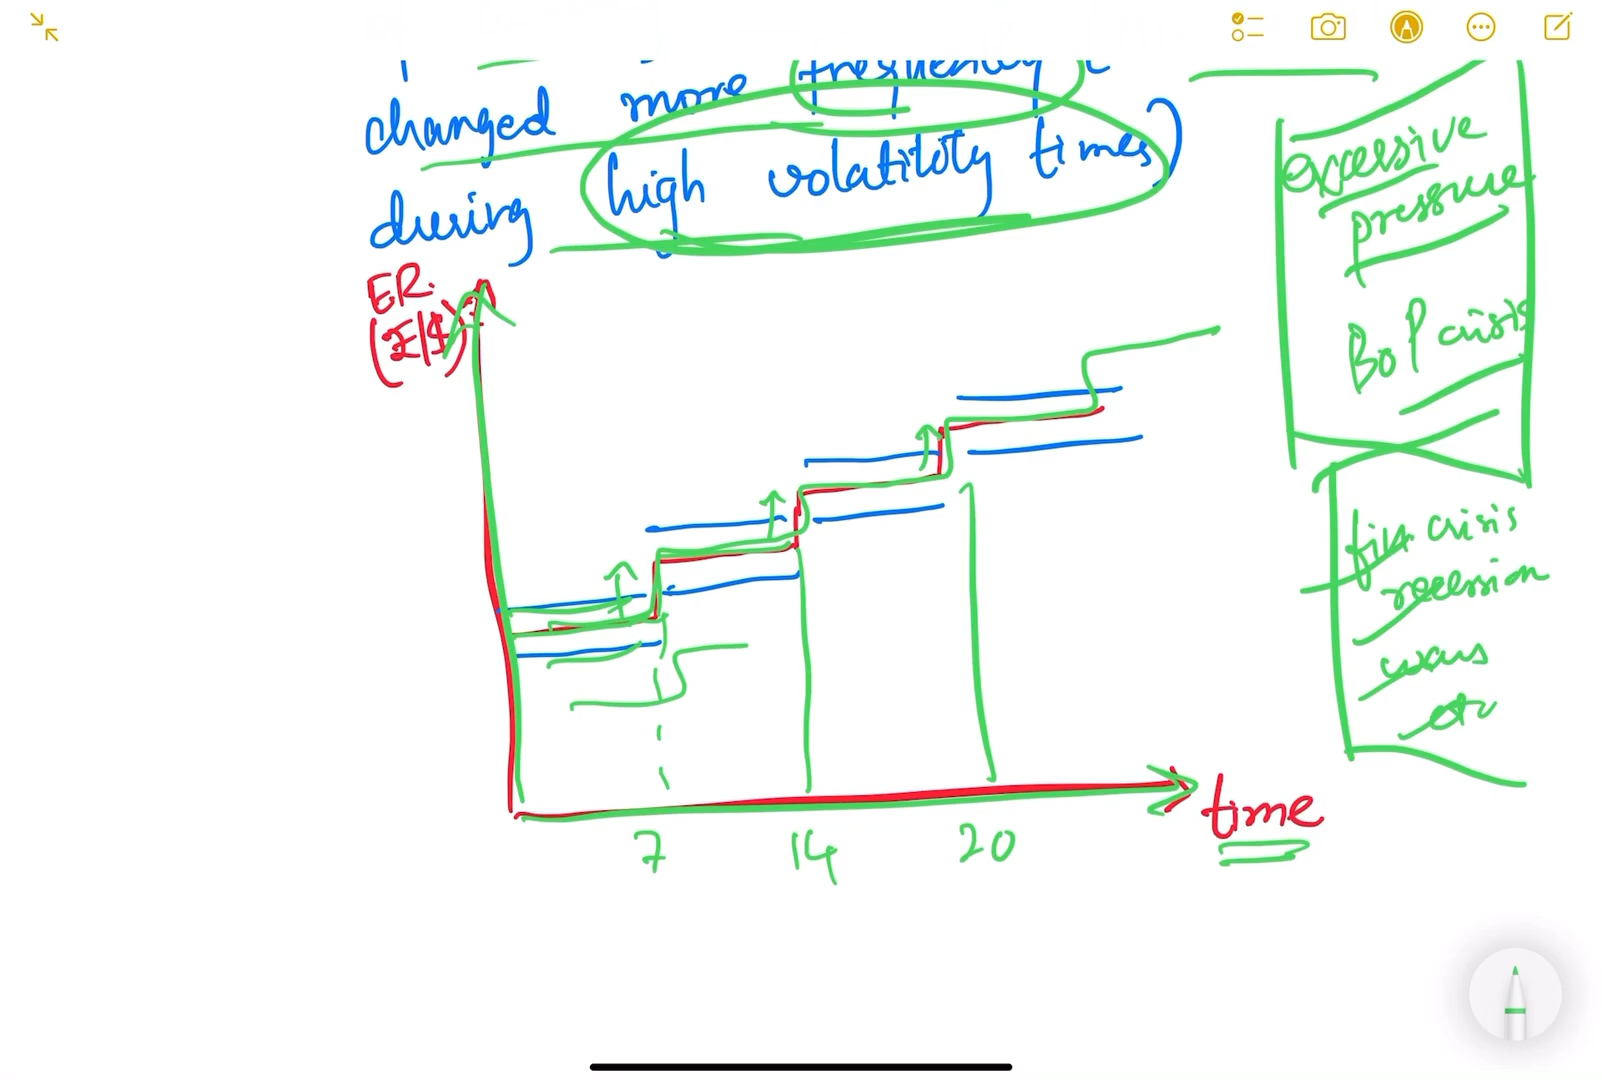 changed more frequently (
during high volatility times)
ER.
(₹/$)
time
7 14 20
excessive
pressure
BoP crisis
fin crisis
recession
wars
etc